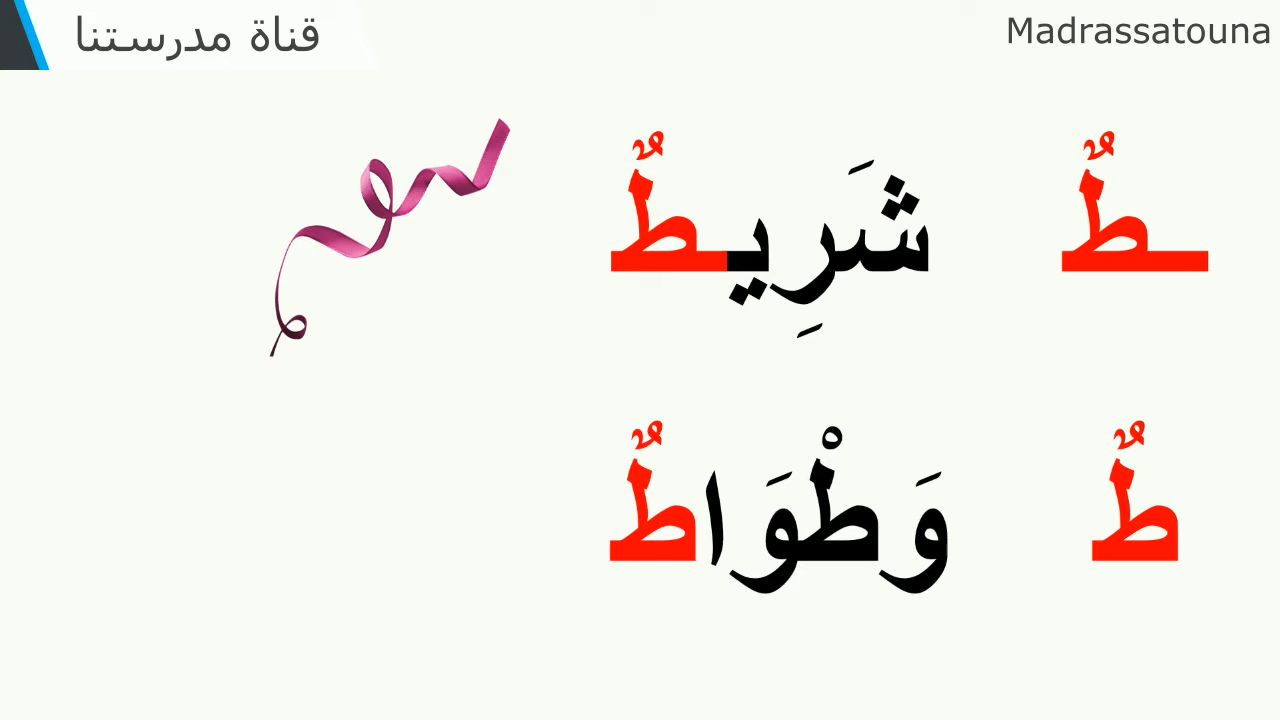 قناة مدرستنا
Madrassatouna
ـطٌ
شَرِيطٌ
طٌ
وَطْوَاطٌ